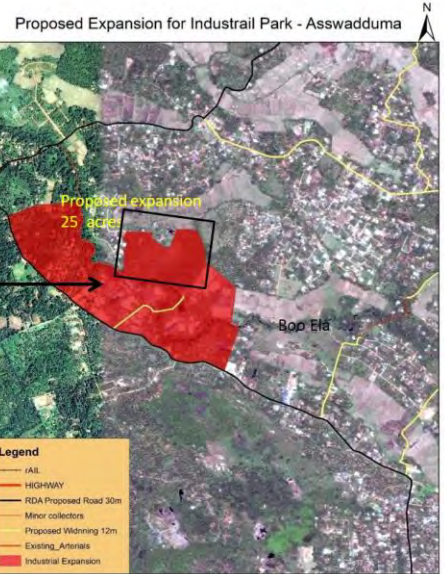 Proposed Expansion for Industrail Park - Asswadduma
N
Proposed expansion
25 acres
Boo Ela
Legend
rAIL
HIGHWAY
RDA Proposed Road 30m
Minor collectors
Proposed Widnning 12m
Existing_Arterials
Industrial Expansion